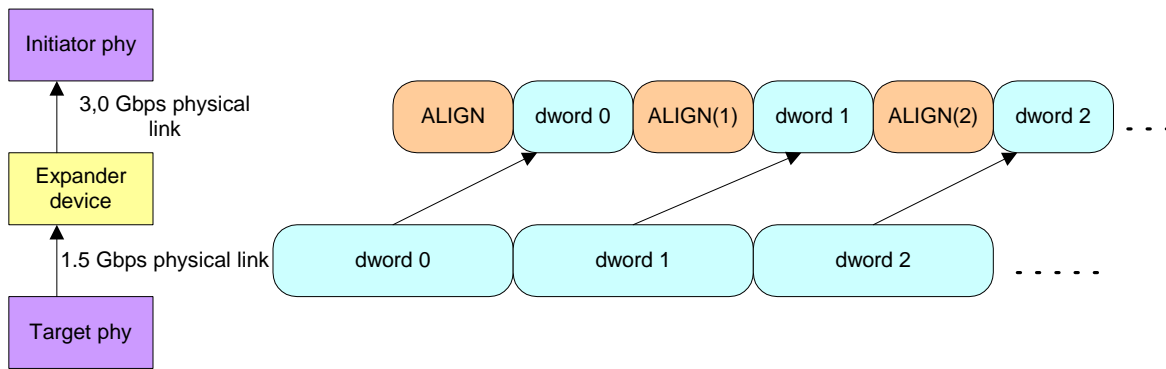 Initiator phy
3,0 Gbps physical
link
Expander
device
1.5 Gbps physical link
Target phy
ALIGN
dword 0
ALIGN(1)
dword 1
ALIGN(2)
dword 2
. . . .
dword 0
dword 1
dword 2
. . . . .